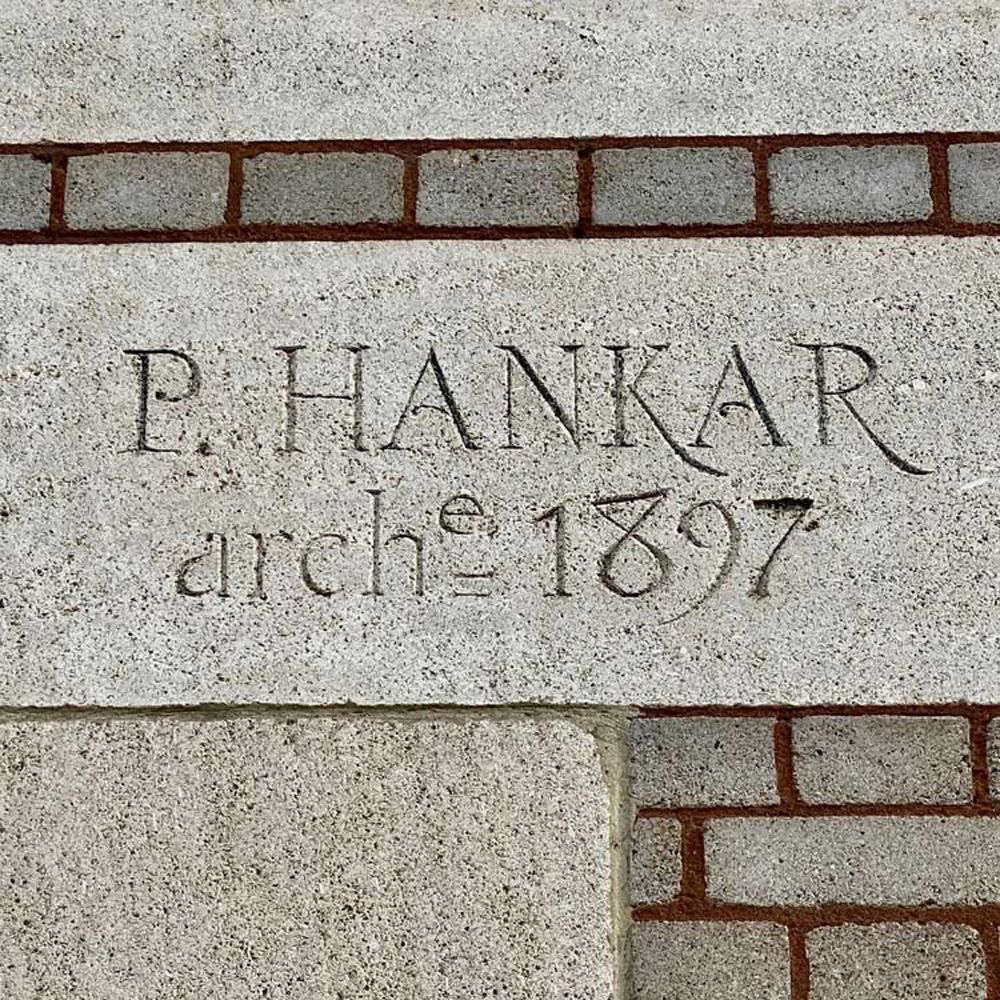 P. HANKAR
archᵉ 1897